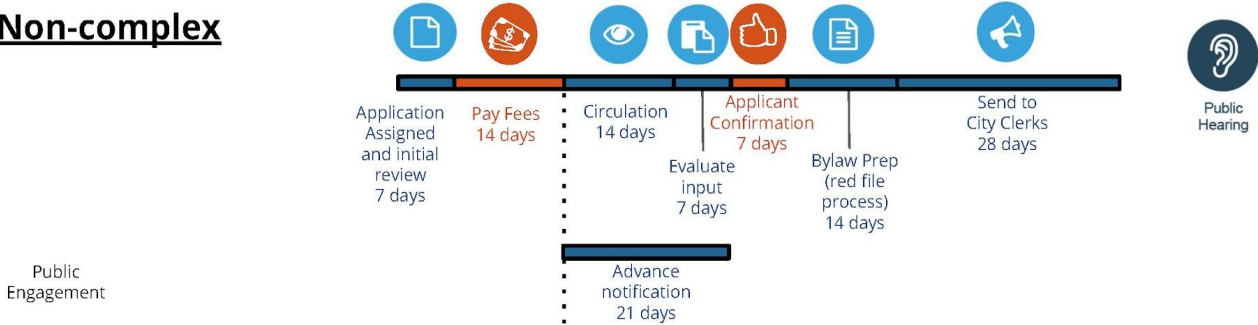 Non-complex
Application
Assigned
and initial
review
7 days
Pay Fees
14 days
Circulation
14 days
Evaluate
input
7 days
Applicant
Confirmation
7 days
Bylaw Prep
(red file
process)
14 days
Send to
City Clerks
28 days
Public
Hearing
Public
Engagement
Advance
notification
21 days